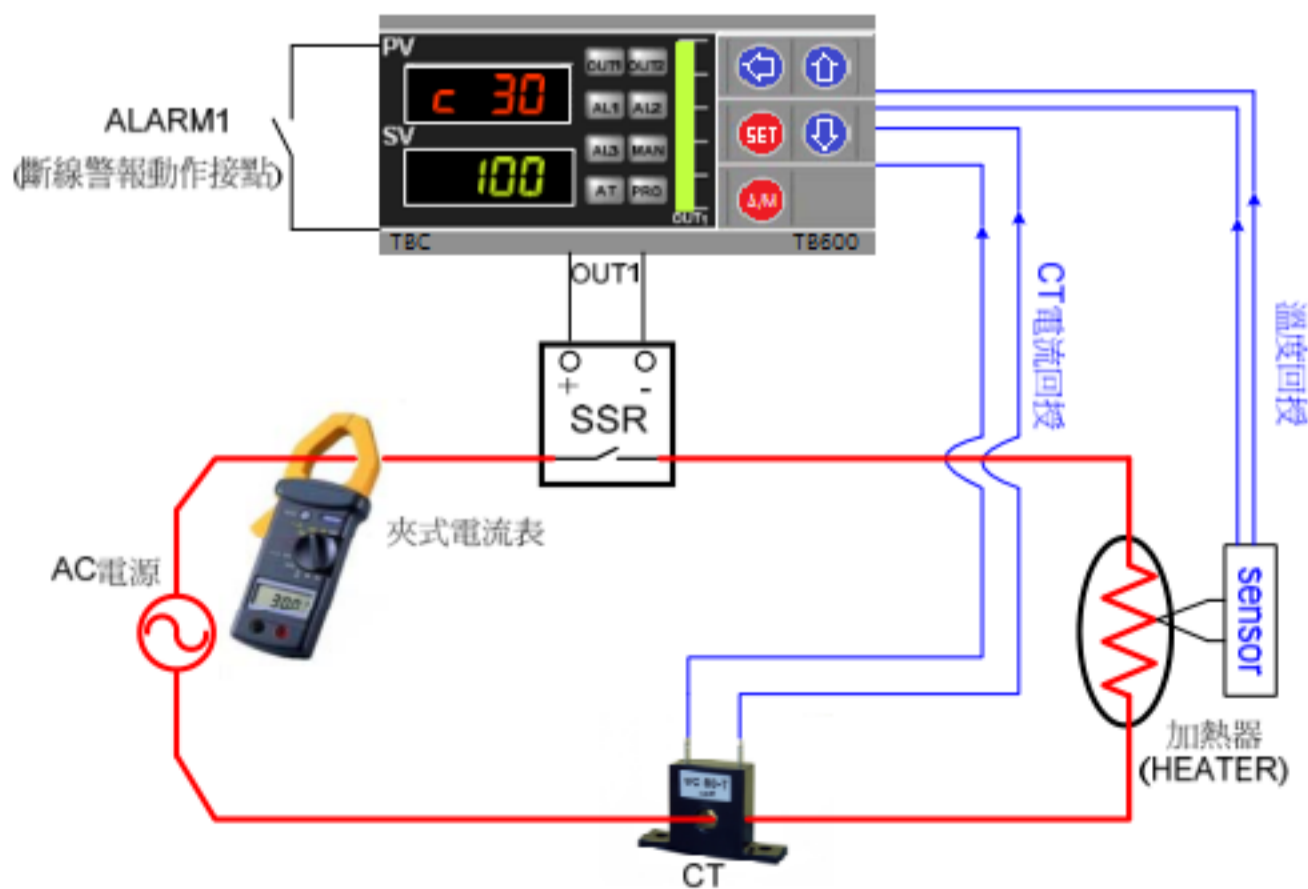 PV
OUT1 OUT2
c 30
ALARM1
AL1 AL2
(斷線警報動作接點)
SV
SET
AL3 MAN
100
AT PRO
A/M
OUT1
TBC
TB600
OUT1
CT電流回授
溫度回授
+ -
SSR
夾式電流表
AC電源
30.0
sensor
加熱器
(HEATER)
CT